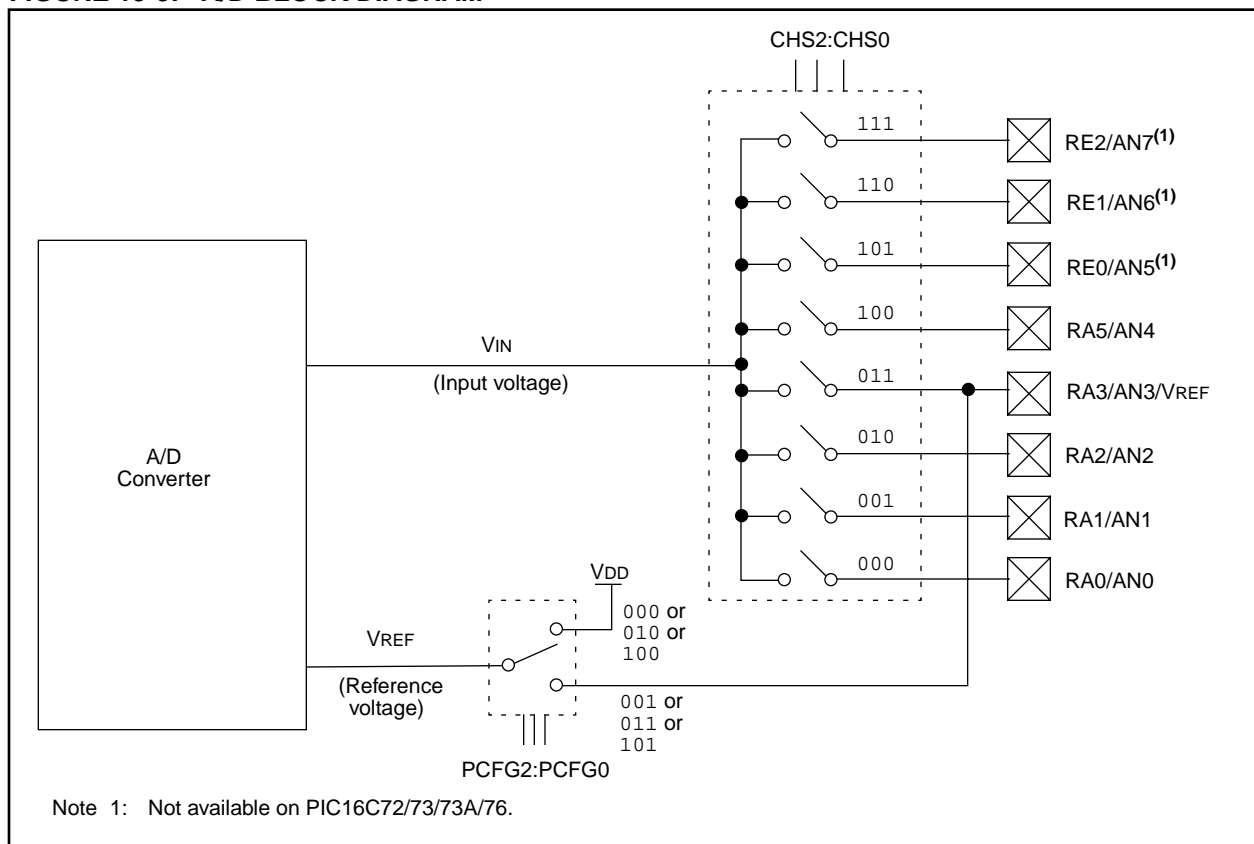 CHS2:CHS0
111
RE2/AN7(1)
110
RE1/AN6(1)
101
RE0/AN5(1)
100
RA5/AN4
VIN
(Input voltage)
011
RA3/AN3/VREF
010
RA2/AN2
A/D
Converter
001
RA1/AN1
000
RA0/AN0
VDD
000 or
010 or
100
VREF
(Reference
voltage)
001 or
011 or
101
PCFG2:PCFG0
Note 1: Not available on PIC16C72/73/73A/76.